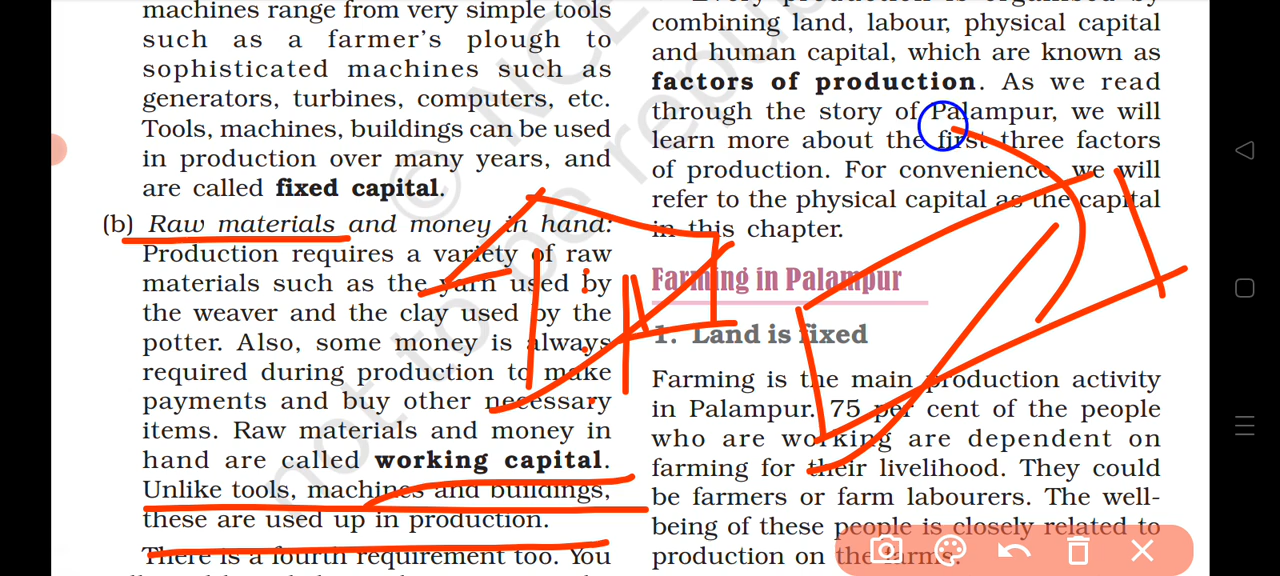 machines range from very simple tools
such as a farmer's plough to
sophisticated machines such as
generators, turbines, computers, etc.
Tools, machines, buildings can be used
in production over many years, and
are called fixed capital.
(b) Raw materials and money in hand:
Production requires a variety of raw
materials such as the yarn used by
the weaver and the clay used by the
potter. Also, some money is always
required during production to make
payments and buy other necessary
items. Raw materials and money in
hand are called working capital.
Unlike tools, machines and buildings,
these are used up in production.
There is a fourth requirement too. You
combining land, labour, physical capital
and human capital, which are known as
factors of production. As we read
through the story of Palampur, we will
learn more about the first three factors
of production. For convenience, we will
refer to the physical capital as the capital
in this chapter.
Farming in Palampur
1. Land is fixed
Farming is the main production activity
in Palampur. 75 per cent of the people
who are working are dependent on
farming for their livelihood. They could
be farmers or farm labourers. The well-
being of these people is closely related to
production on the farms.